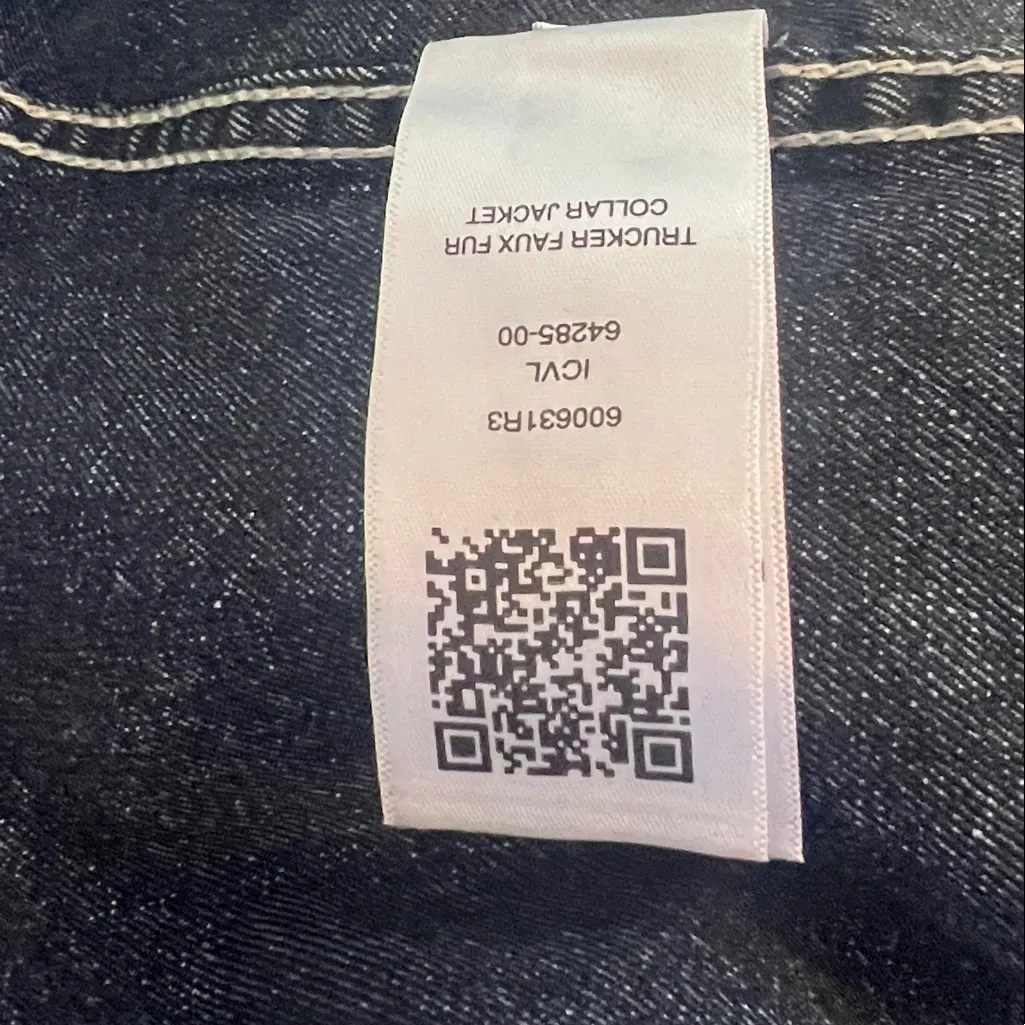 600631R3
ICVL
64285-00
TRUCKER FAUX FUR
COLLAR JACKET